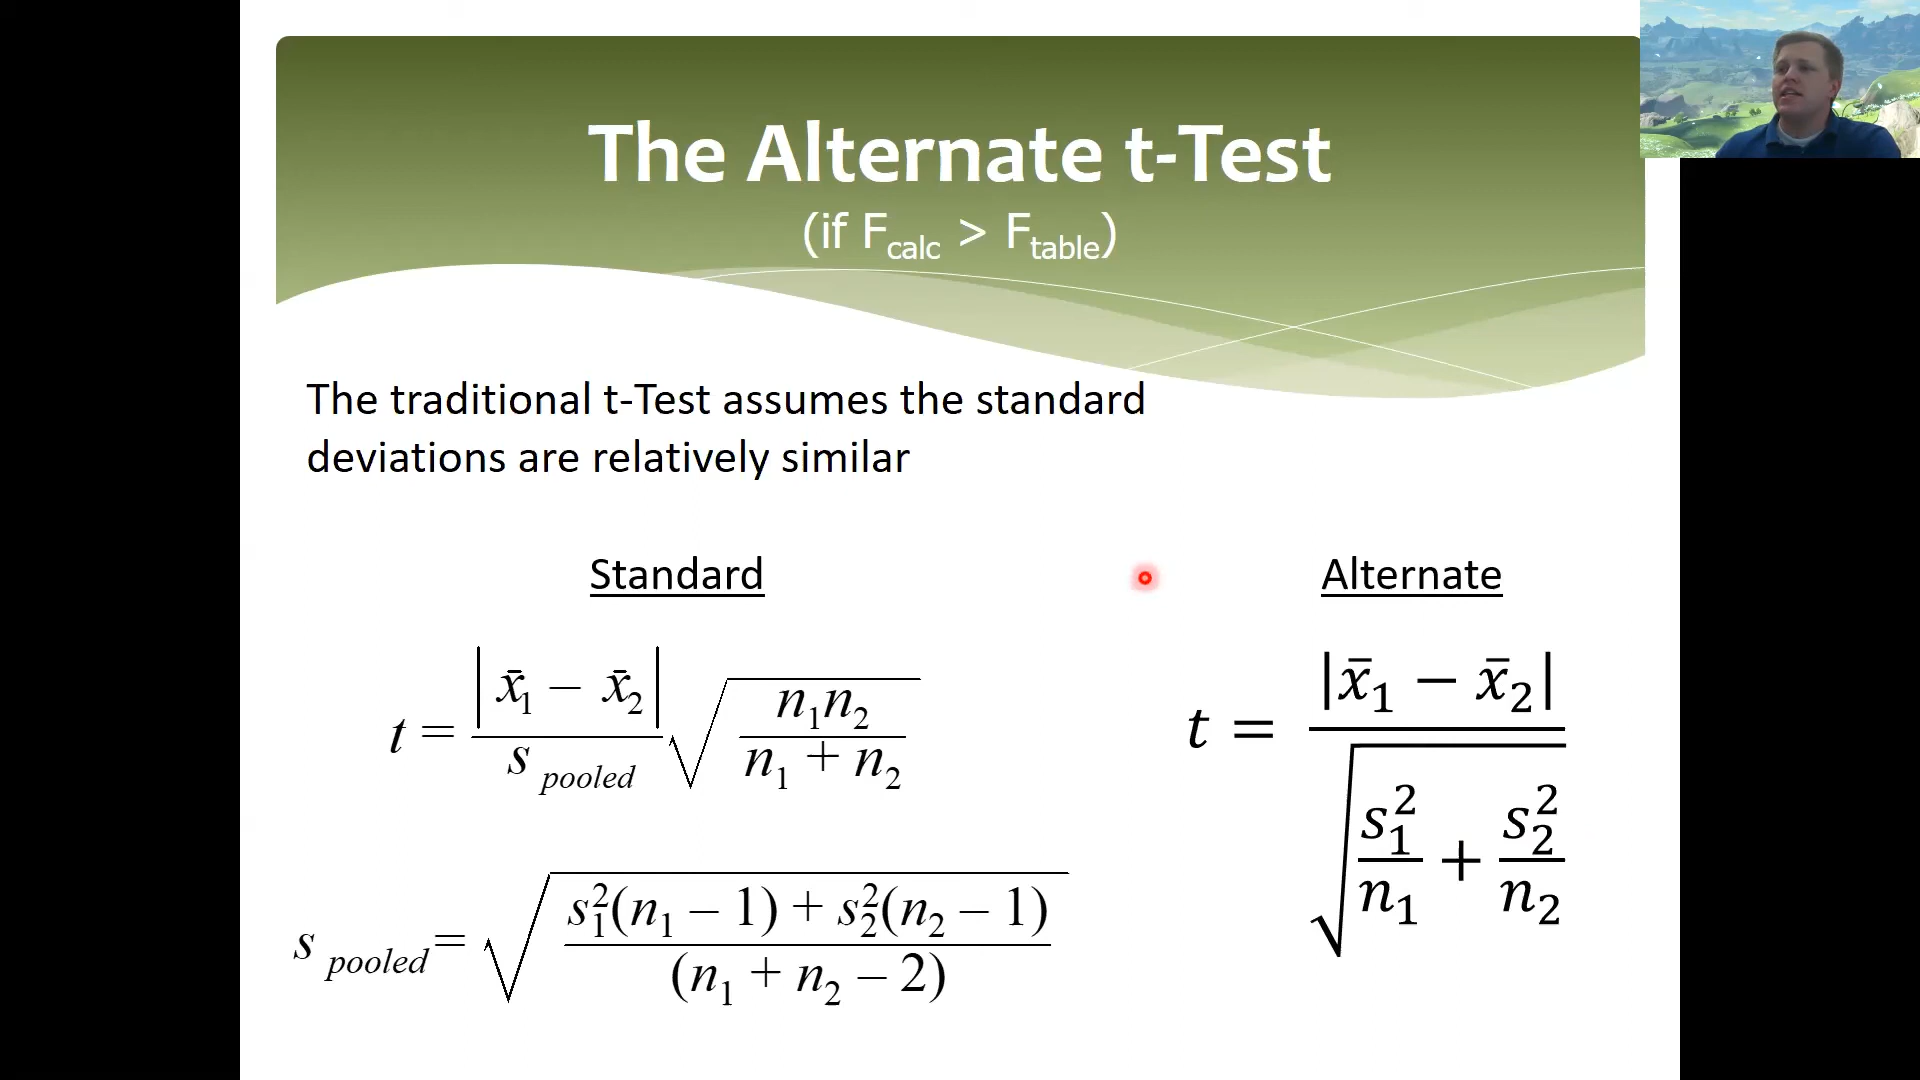 The Alternate t-Test
(if F_calc > F_table)
The traditional t-Test assumes the standard
deviations are relatively similar
Standard
Alternate
t = |x̄₁ − x̄₂| / s_pooled √(n₁n₂ / (n₁ + n₂))
t = |x̄₁ − x̄₂| / √(s₁²/n₁ + s₂²/n₂)
s_pooled = √((s₁²(n₁ − 1) + s₂²(n₂ − 1)) / (n₁ + n₂ − 2))